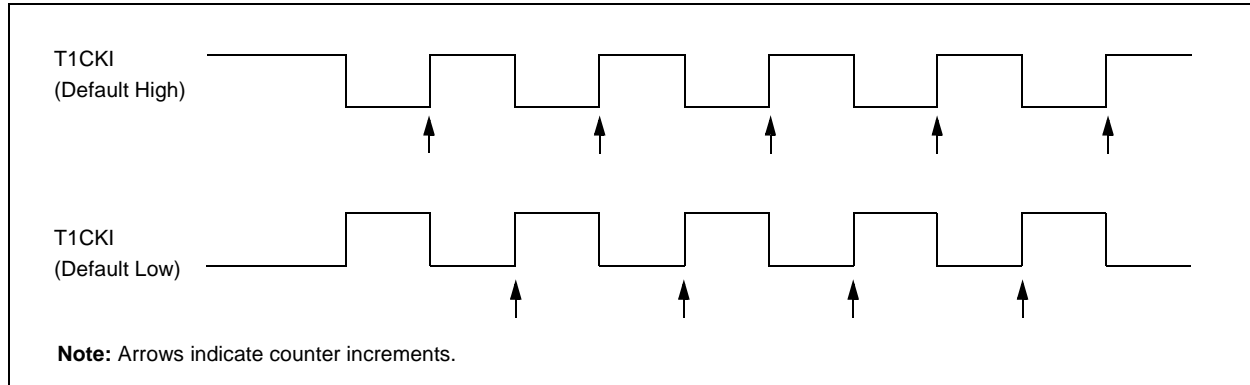 T1CKI
(Default High)
T1CKI
(Default Low)
Note: Arrows indicate counter increments.